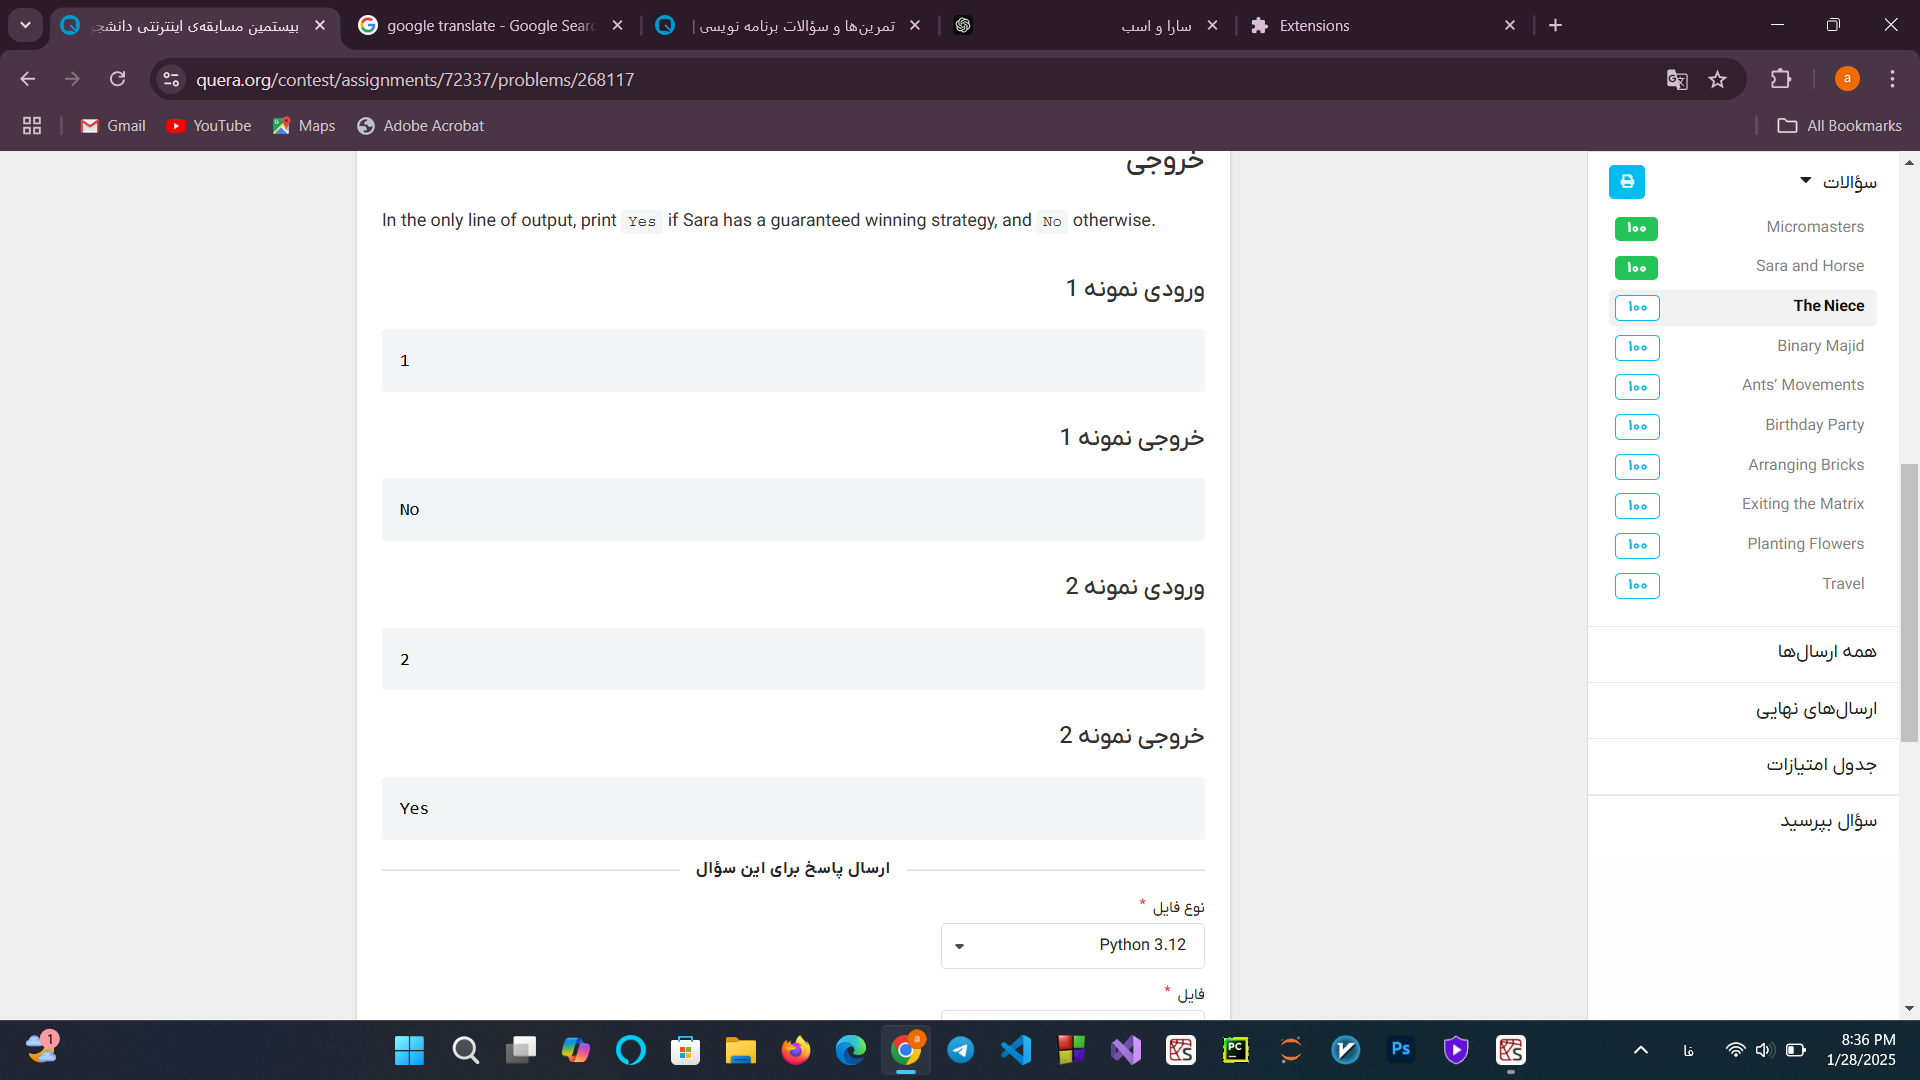 بیستمین مسابقه‌ی اینترنتی دانشجو
google translate - Google Sear
تمرین‌ها و سؤالات برنامه نویسی |
سارا و اسب
Extensions
quera.org/contest/assignments/72337/problems/268117
a
Gmail
YouTube
Maps
Adobe Acrobat
All Bookmarks
خروجی
In the only line of output, print Yes if Sara has a guaranteed winning strategy, and No otherwise.
ورودی نمونه 1
1
خروجی نمونه 1
No
ورودی نمونه 2
2
خروجی نمونه 2
Yes
ارسال پاسخ برای این سؤال
نوع فایل *
Python 3.12
فایل *
سؤالات
Micromasters ۱۰۰
Sara and Horse ۱۰۰
The Niece ۱۰۰
Binary Majid ۱۰۰
Ants' Movements ۱۰۰
Birthday Party ۱۰۰
Arranging Bricks ۱۰۰
Exiting the Matrix ۱۰۰
Planting Flowers ۱۰۰
Travel ۱۰۰
همه ارسال‌ها
ارسال‌های نهایی
جدول امتیازات
سؤال بپرسید
1
a
PC
Ps
فا
8:36 PM
1/28/2025